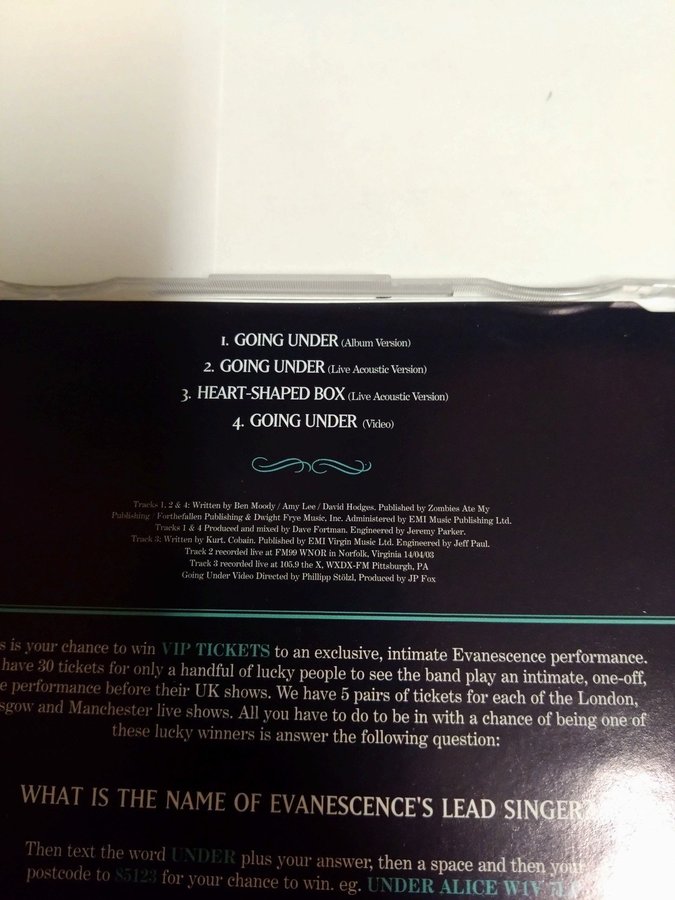 1. GOING UNDER (Album Version)
2. GOING UNDER (Live Acoustic Version)
3. HEART-SHAPED BOX (Live Acoustic Version)
4. GOING UNDER (Video)
Tracks 1, 2 & 4: Written by Ben Moody / Amy Lee / David Hodges. Published by Zombies Ate My
Publishing / Forthefallen Publishing & Dwight Frye Music, Inc. Administered by EMI Music Publishing Ltd.
Tracks 1 & 4 Produced and mixed by Dave Fortman. Engineered by Jeremy Parker.
Track 3: Written by Kurt. Cobain. Published by EMI Virgin Music Ltd. Engineered by Jeff Paul.
Track 2 recorded live at FM99 WNOR in Norfolk, Virginia 14/04/03
Track 3 recorded live at 105.9 the X, WXDX-FM Pittsburgh, PA
Going Under Video Directed by Phillipp Stölzl, Produced by JP Fox
s is your chance to win VIP TICKETS to an exclusive, intimate Evanescence performance.
have 30 tickets for only a handful of lucky people to see the band play an intimate, one-off,
e performance before their UK shows. We have 5 pairs of tickets for each of the London,
sgow and Manchester live shows. All you have to do to be in with a chance of being one of
these lucky winners is answer the following question:
WHAT IS THE NAME OF EVANESCENCE'S LEAD SINGER?
Then text the word UNDER plus your answer, then a space and then your
postcode to 85123 for your chance to win. eg. UNDER ALICE W1V